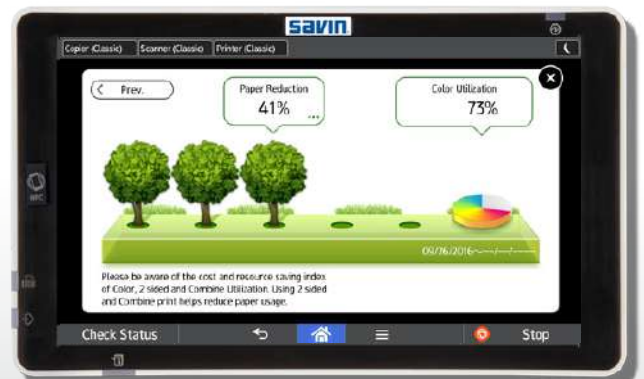 savin
Copier (Classic) Scanner (Classic) Printer (Classic)
Prev.
Paper Reduction
41%
...
Color Utilization
73%
09/26/2016~--/--/----
Please be aware of the cost and resource saving index
of Color, 2 sided and Combine Utilization. Using 2 sided
and Combine print helps reduce paper usage.
Check Status
Stop
NFC